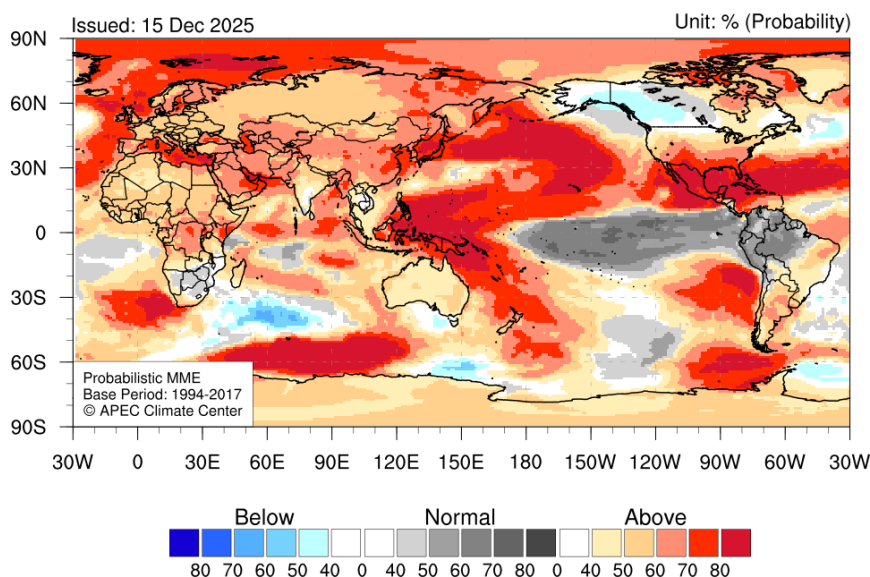 Issued: 15 Dec 2025
Unit: % (Probability)
90N
60N
30N
0
30S
60S
90S
Probabilistic MME
Base Period: 1994-2017
© APEC Climate Center
30W 0 30E 60E 90E 120E 150E 180 150W 120W 90W 60W 30W
Below Normal Above
80 70 60 50 40 0 40 50 60 70 80 0 40 50 60 70 80